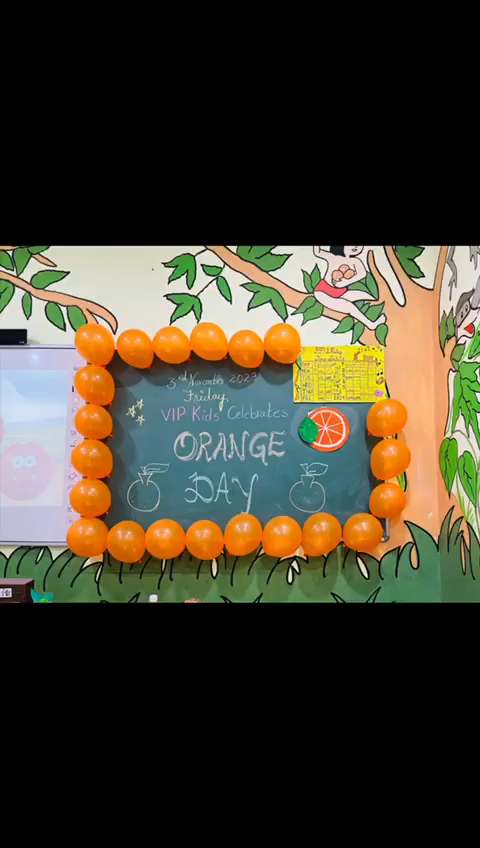 3rd November 2023
Friday
VIP Kids' Celebrates
ORANGE
DAY